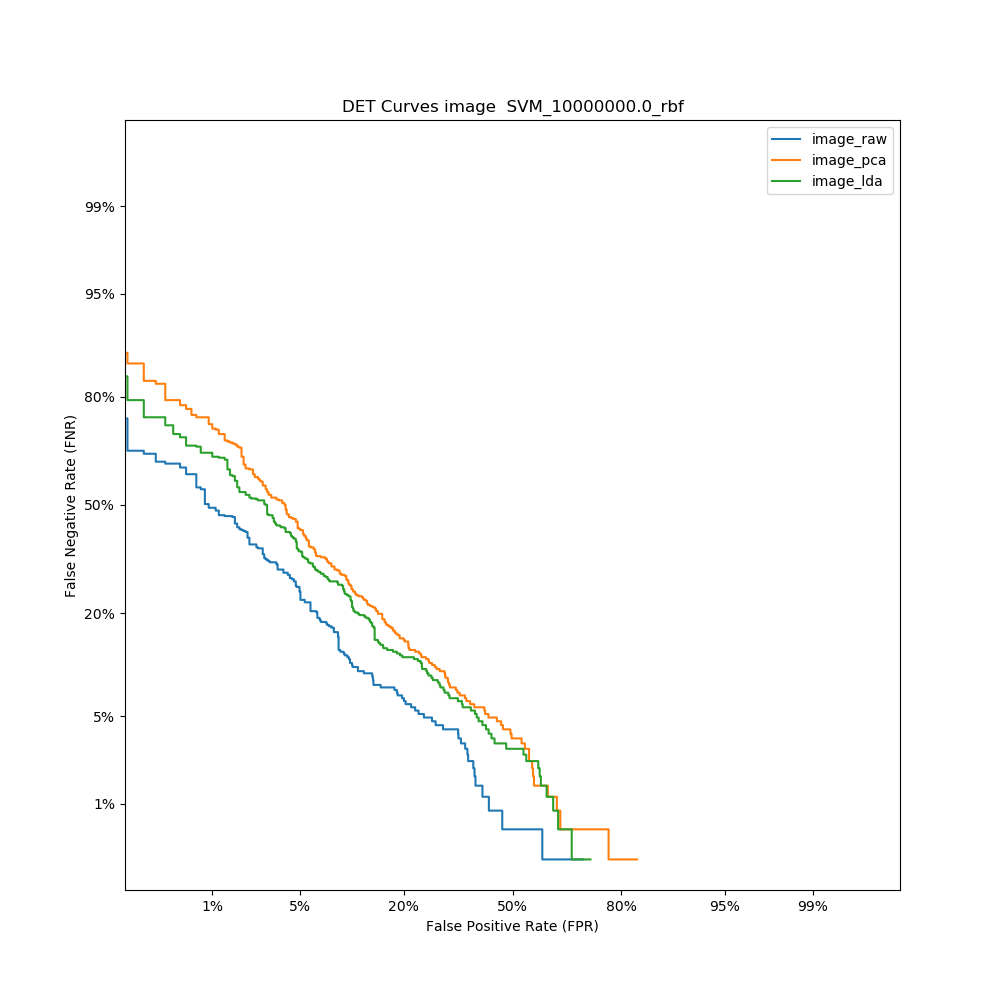 DET Curves image  SVM_10000000.0_rbf
image_raw
image_pca
image_lda
99%
95%
80%
50%
20%
5%
1%
False Negative Rate (FNR)
1%
5%
20%
50%
80%
95%
99%
False Positive Rate (FPR)